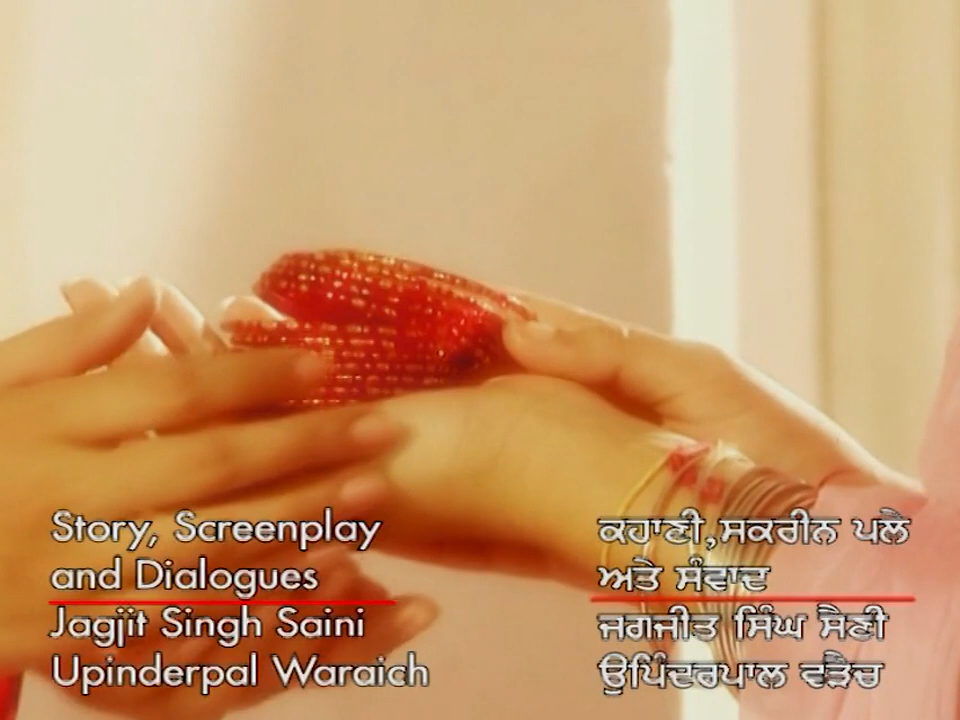 Story, Screenplay
and Dialogues
Jagjit Singh Saini
Upinderpal Waraich
ਕਹਾਣੀ,ਸਕਰੀਨ ਪਲੇ
ਅਤੇ ਸੰਵਾਦ
ਜਗਜੀਤ ਸਿੰਘ ਸੈਣੀ
ਉਪਿੰਦਰਪਾਲ ਵੜੈਚ